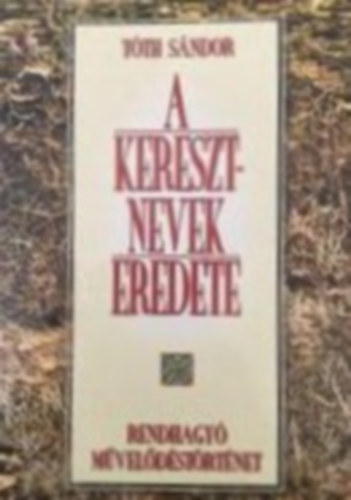 TÓTH SÁNDOR
A
KERESZT-
NEVEK
EREDETE
RENDHAGYÓ
MŰVELŐDÉSTÖRTÉNET